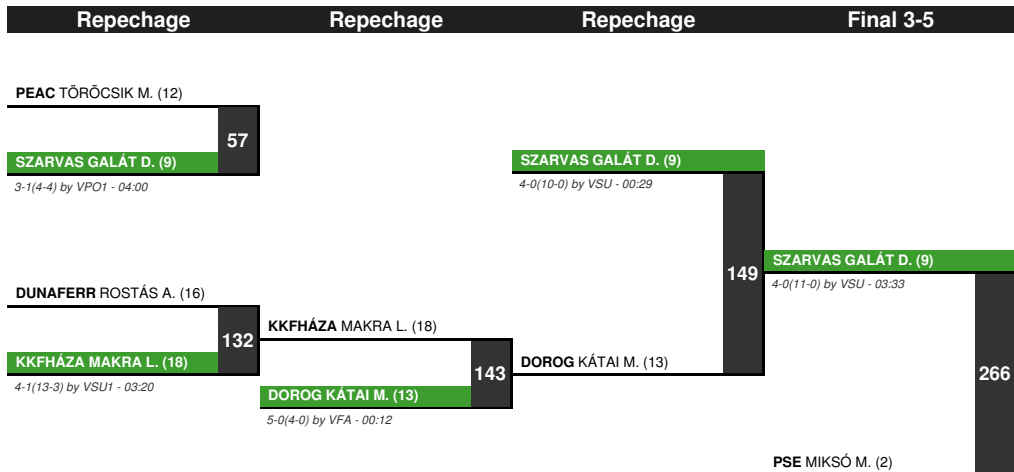 Repechage Repechage Repechage Final 3-5
PEAC TÖRÖCSIK M. (12)
57
SZARVAS GALÁT D. (9)
3-1(4-4) by VPO1 - 04:00
SZARVAS GALÁT D. (9)
4-0(10-0) by VSU - 00:29
SZARVAS GALÁT D. (9)
4-0(11-0) by VSU - 03:33
149
DUNAFERR ROSTÁS A. (16)
132
KKFHÁZA MAKRA L. (18)
KKFHÁZA MAKRA L. (18)
4-1(13-3) by VSU1 - 03:20
143
DOROG KÁTAI M. (13)
DOROG KÁTAI M. (13)
5-0(4-0) by VFA - 00:12
266
PSE MIKSÓ M. (2)